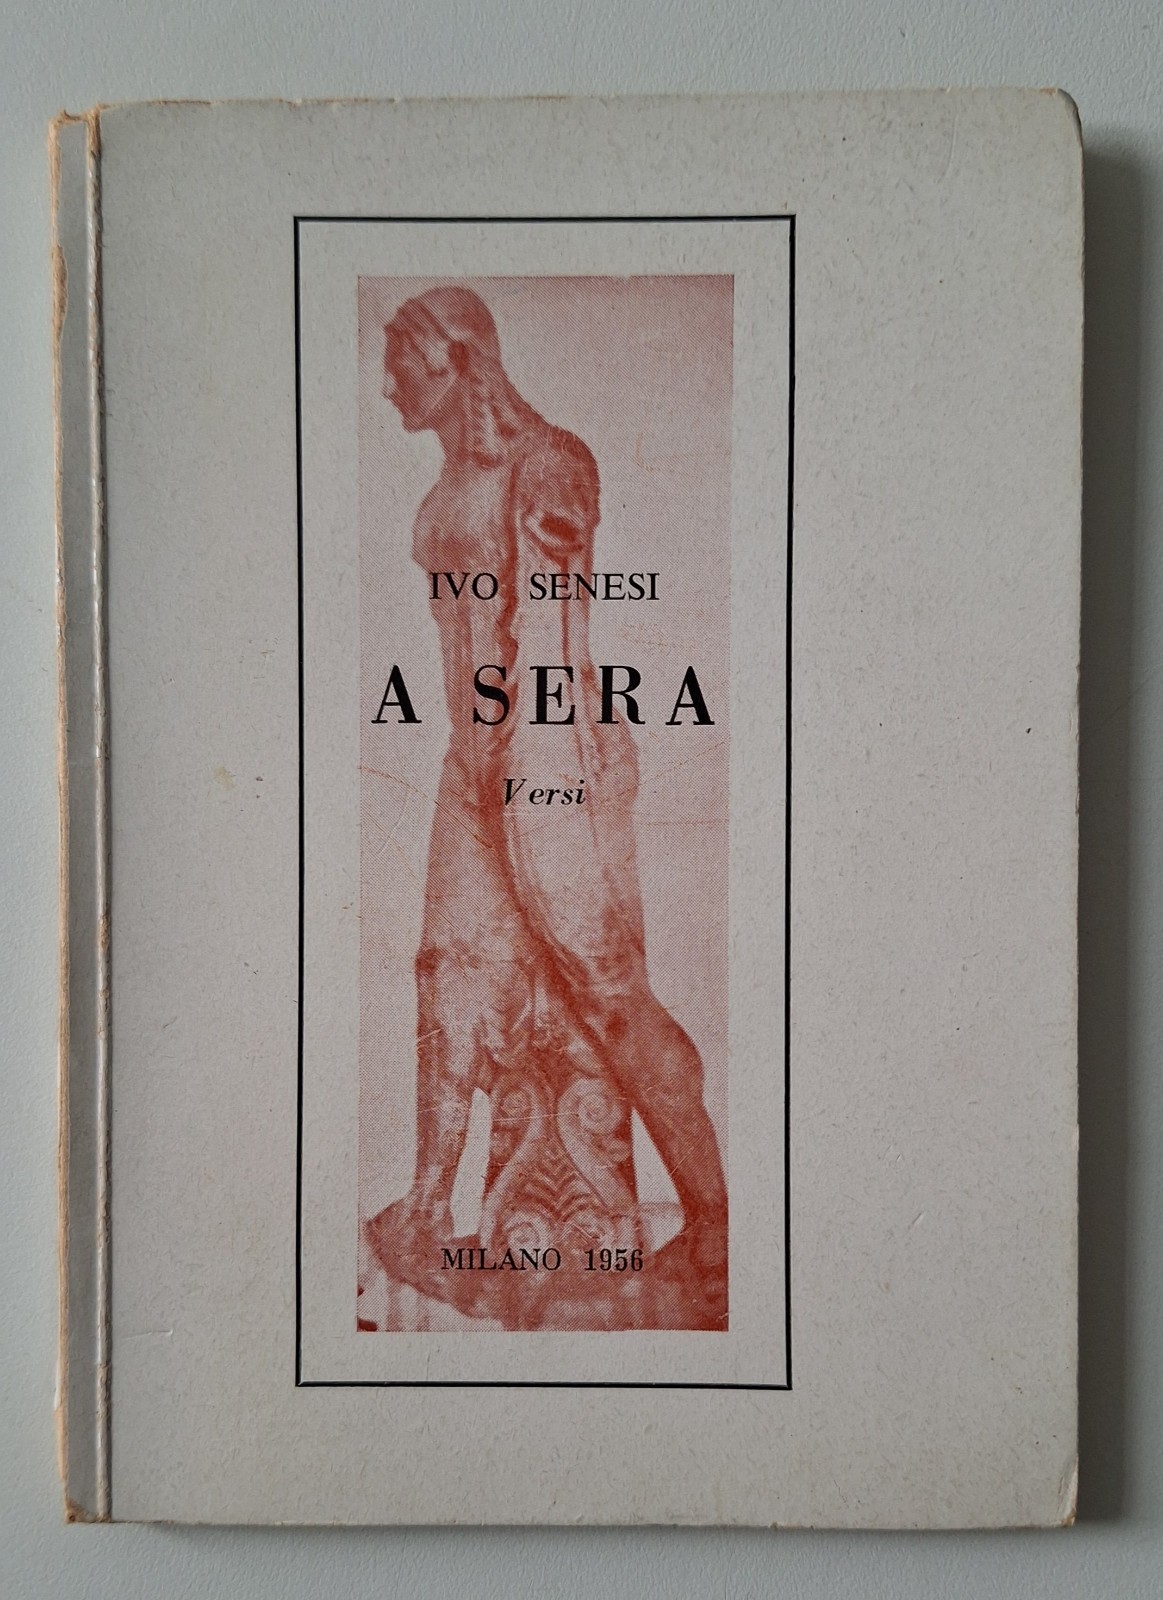 IVO SENESI
A SERA
Versi
MILANO 1956